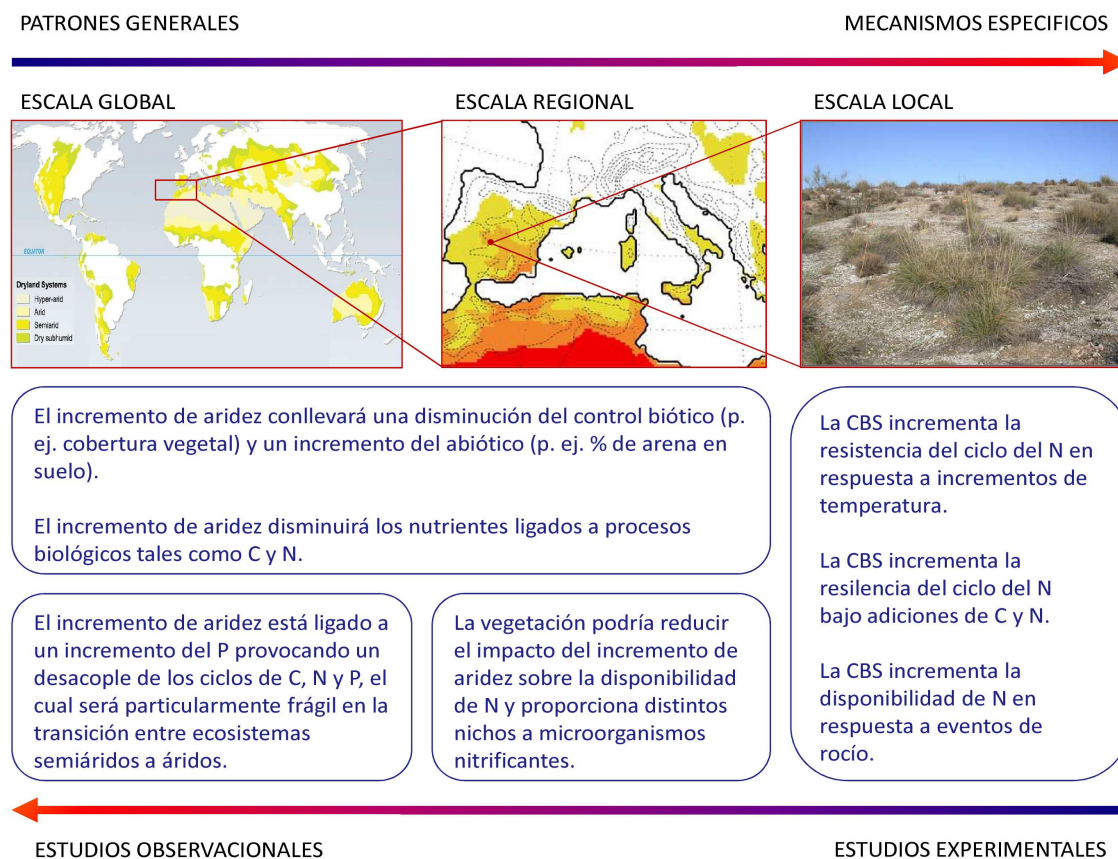 PATRONES GENERALES
MECANISMOS ESPECIFICOS
ESCALA GLOBAL
ESCALA REGIONAL
ESCALA LOCAL
EQUATOR
Dryland Systems
Hyper-arid
Arid
Semiarid
Dry subhumid
El incremento de aridez conllevará una disminución del control biótico (p.
ej. cobertura vegetal) y un incremento del abiótico (p. ej. % de arena en
suelo).
El incremento de aridez disminuirá los nutrientes ligados a procesos
biológicos tales como C y N.
El incremento de aridez está ligado a
un incremento del P provocando un
desacople de los ciclos de C, N y P, el
cual será particularmente frágil en la
transición entre ecosistemas
semiáridos a áridos.
La vegetación podría reducir
el impacto del incremento de
aridez sobre la disponibilidad
de N y proporciona distintos
nichos a microorganismos
nitrificantes.
La CBS incrementa la
resistencia del ciclo del N en
respuesta a incrementos de
temperatura.
La CBS incrementa la
resilencia del ciclo del N
bajo adiciones de C y N.
La CBS incrementa la
disponibilidad de N en
respuesta a eventos de
rocío.
ESTUDIOS OBSERVACIONALES
ESTUDIOS EXPERIMENTALES